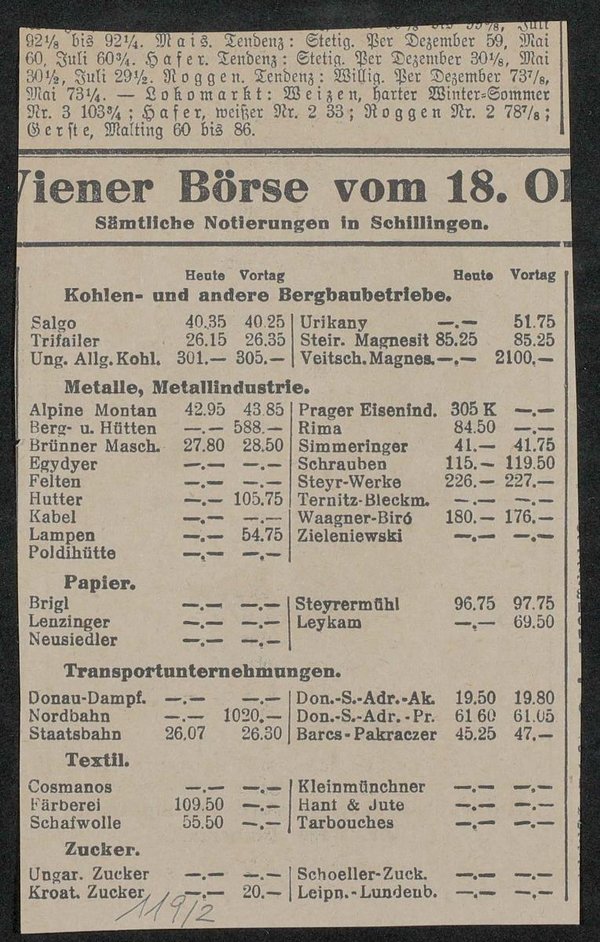 92⅛ bis 92¼. Mais. Tendenz: Stetig. Per Dezember 59, Mai
60, Juli 60¾. Hafer. Tendenz: Stetig. Per Dezember 30⅛, Mai
30½, Juli 29½. Roggen. Tendenz: Willig. Per Dezember 73⅞,
Mai 73¼. — Lokomarkt: Weizen, harter Winter=Sommer
Nr. 3 103¾; Hafer, weißer Nr. 2 33; Roggen Nr. 2 78⅞;
Gerste, Malting 60 bis 86.
Wiener Börse vom 18. Ok
Sämtliche Notierungen in Schillingen.
Heute Vortag Heute Vortag
Kohlen- und andere Bergbaubetriebe.
Salgo 40.35 40 25 Urikany —.— 51.75
Trifailer 26.15 26.35 Steir. Magnesit 85.25 85.25
Ung. Allg. Kohl. 301.— 305.— Veitsch. Magnes. —.— 2100.—
Metalle, Metallindustrie.
Alpine Montan 42.95 43 85 Prager Eisenind. 305 K —.—
Berg- u. Hütten —.— 588.— Rima 84.50 —.—
Brünner Masch. 27.80 28.50 Simmeringer 41.— 41.75
Egydyer —.— —.— Schrauben 115.— 119.50
Felten —.— —.— Steyr-Werke 226.— 227.—
Hutter —.— 105.75 Ternitz-Bleckm. —.— —.—
Kabel —.— —.— Waagner-Biró 180.— 176.—
Lampen —.— 54.75 Zieleniewski —.— —.—
Poldihütte —.— —.—
Papier.
Brigl —.— —.— Steyrermühl 96.75 97.75
Lenzinger —.— —.— Leykam —.— 69.50
Neusiedler —.— —.—
Transportunternehmungen.
Donau-Dampf. —.— —.— Don.-S.-Adr.-Ak. 19.50 19.80
Nordbahn —.— 1020.— Don.-S.-Adr.-Pr. 61 60 61.05
Staatsbahn 26.07 26.30 Barcs-Pakraczer 45.25 47.—
Textil.
Cosmanos —.— —.— Kleinmünchner —.— —.—
Färberei 109.50 —.— Hanf & Jute —.— —.—
Schafwolle 55.50 —.— Tarbouches —.— —.—
Zucker.
Ungar. Zucker —.— —.— Schoeller-Zuck. —.— —.—
Kroat. Zucker —.— 20.— Leipn.-Lundenb. —.— —.—
119/2